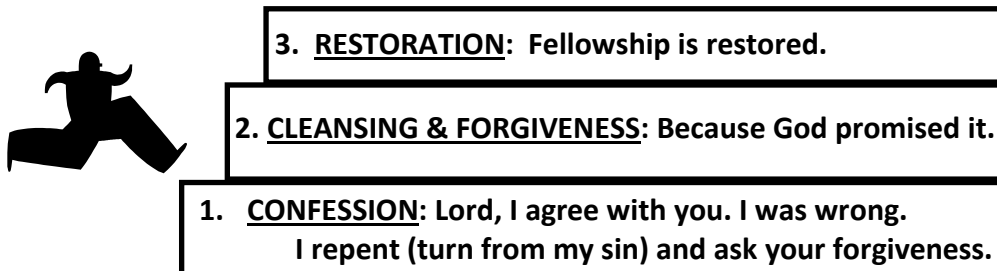 3. RESTORATION: Fellowship is restored.
2. CLEANSING & FORGIVENESS: Because God promised it.
1. CONFESSION: Lord, I agree with you. I was wrong.
I repent (turn from my sin) and ask your forgiveness.